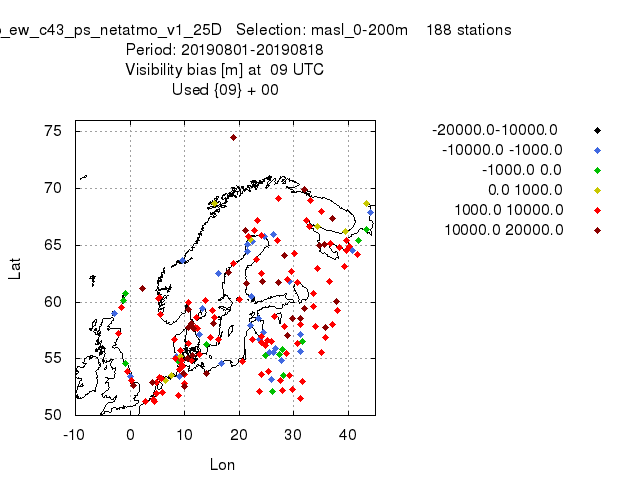 _ew_c43_ps_netatmo_v1_25D Selection: masl_0-200m 188 stations
Period: 20190801-20190818
Visibility bias [m] at 09 UTC
Used {09} + 00
-20000.0-10000.0
-10000.0 -1000.0
-1000.0 0.0
0.0 1000.0
1000.0 10000.0
10000.0 20000.0
75
70
65
60
55
50
Lat
-10 0 10 20 30 40
Lon